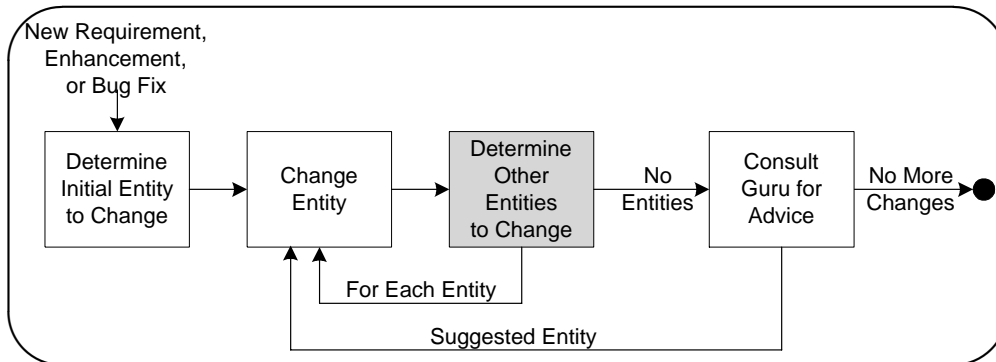 New Requirement,
Enhancement,
or Bug Fix
Determine
Initial Entity
to Change
Change
Entity
Determine
Other
Entities
to Change
No
Entities
Consult
Guru for
Advice
No More
Changes
For Each Entity
Suggested Entity